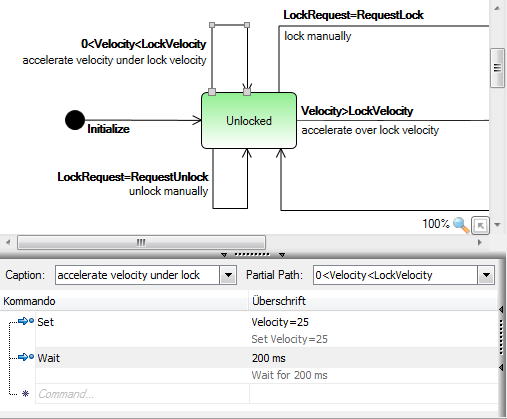 LockRequest=RequestLock
lock manually
0<Velocity<LockVelocity
accelerate velocity under lock velocity
Unlocked
Velocity>LockVelocity
accelerate over lock velocity
Initialize
LockRequest=RequestUnlock
unlock manually
100%
Caption: accelerate velocity under lock Partial Path: 0<Velocity<LockVelocity
Kommando Überschrift
Set Velocity=25
Set Velocity=25
Wait 200 ms
Wait for 200 ms
Command...